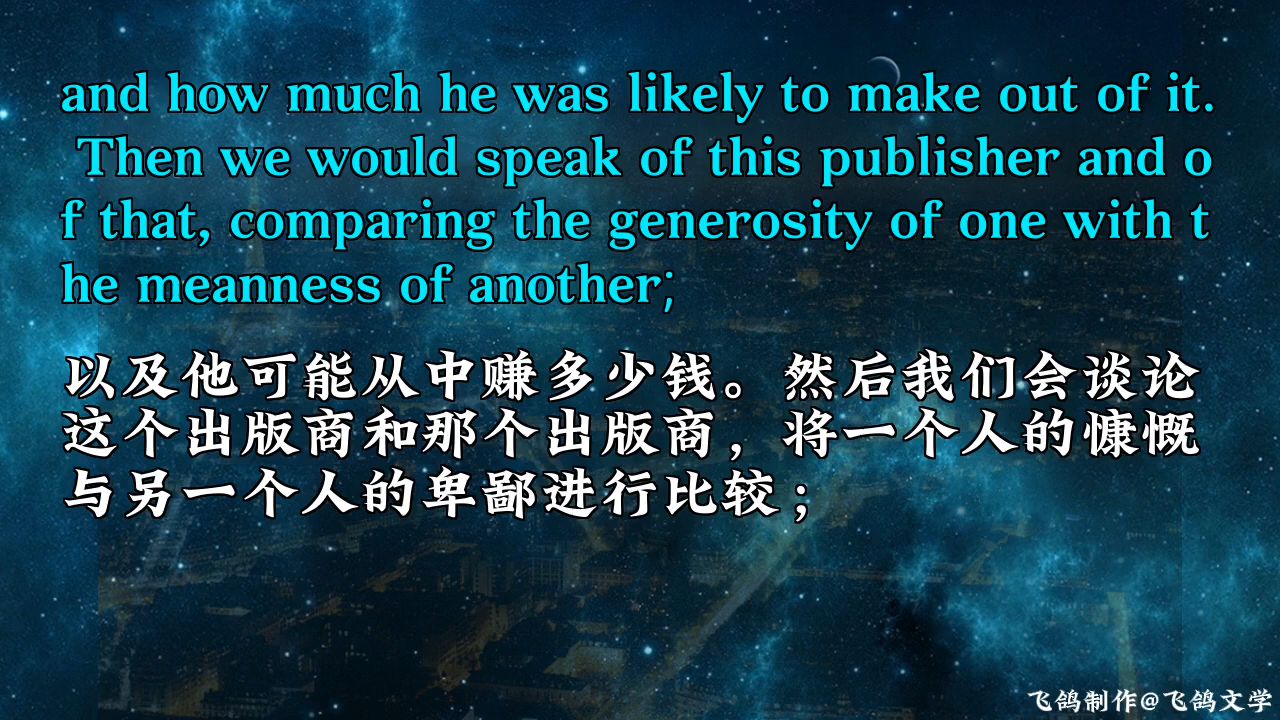 and how much he was likely to make out of it.
Then we would speak of this publisher and o
f that, comparing the generosity of one with t
he meanness of another;
以及他可能从中赚多少钱。然后我们会谈论
这个出版商和那个出版商，将一个人的慷慨
与另一个人的卑鄙进行比较；
飞鸽制作@飞鸽文学